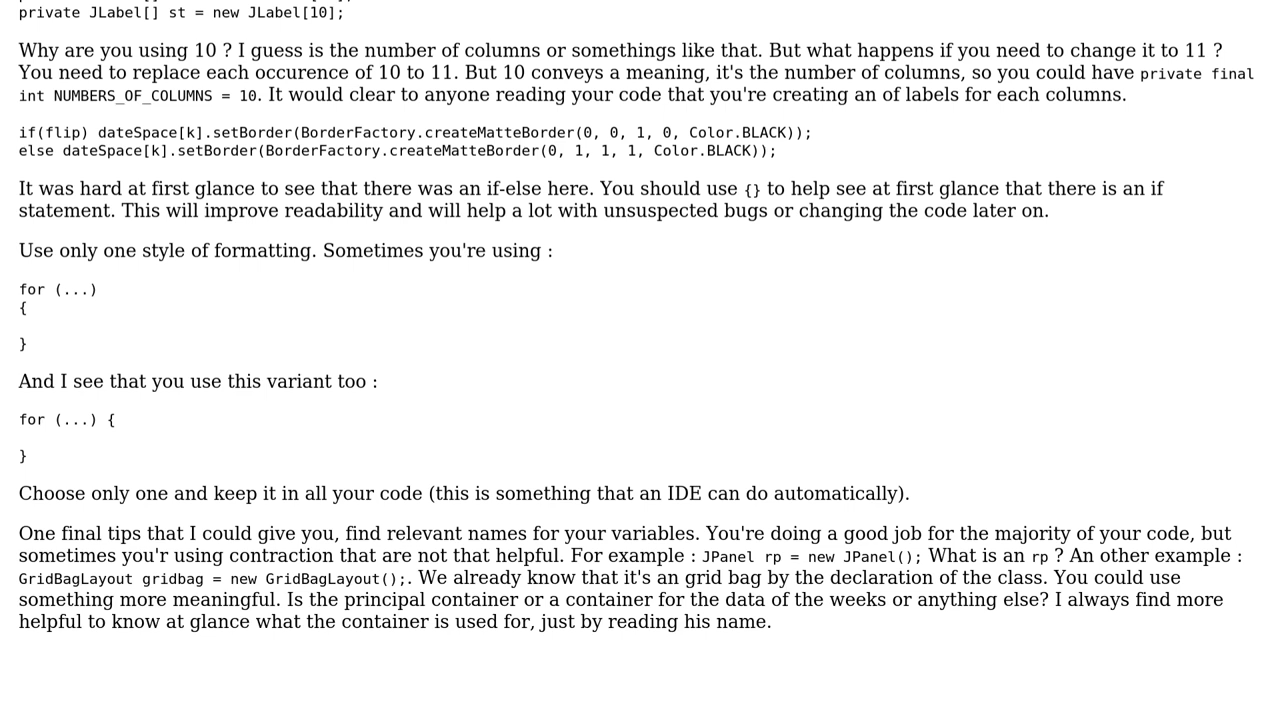 private JLabel[] st = new JLabel[10];
Why are you using 10 ? I guess is the number of columns or somethings like that. But what happens if you need to change it to 11 ?
You need to replace each occurence of 10 to 11. But 10 conveys a meaning, it's the number of columns, so you could have private final
int NUMBERS_OF_COLUMNS = 10. It would clear to anyone reading your code that you're creating an of labels for each columns.
if(flip) dateSpace[k].setBorder(BorderFactory.createMatteBorder(0, 0, 1, 0, Color.BLACK));
else dateSpace[k].setBorder(BorderFactory.createMatteBorder(0, 1, 1, 1, Color.BLACK));
It was hard at first glance to see that there was an if-else here. You should use {} to help see at first glance that there is an if
statement. This will improve readability and will help a lot with unsuspected bugs or changing the code later on.
Use only one style of formatting. Sometimes you're using :
for (...)
{
}
And I see that you use this variant too :
for (...) {
}
Choose only one and keep it in all your code (this is something that an IDE can do automatically).
One final tips that I could give you, find relevant names for your variables. You're doing a good job for the majority of your code, but
sometimes you'r using contraction that are not that helpful. For example : JPanel rp = new JPanel(); What is an rp ? An other example :
GridBagLayout gridbag = new GridBagLayout();. We already know that it's an grid bag by the declaration of the class. You could use
something more meaningful. Is the principal container or a container for the data of the weeks or anything else? I always find more
helpful to know at glance what the container is used for, just by reading his name.